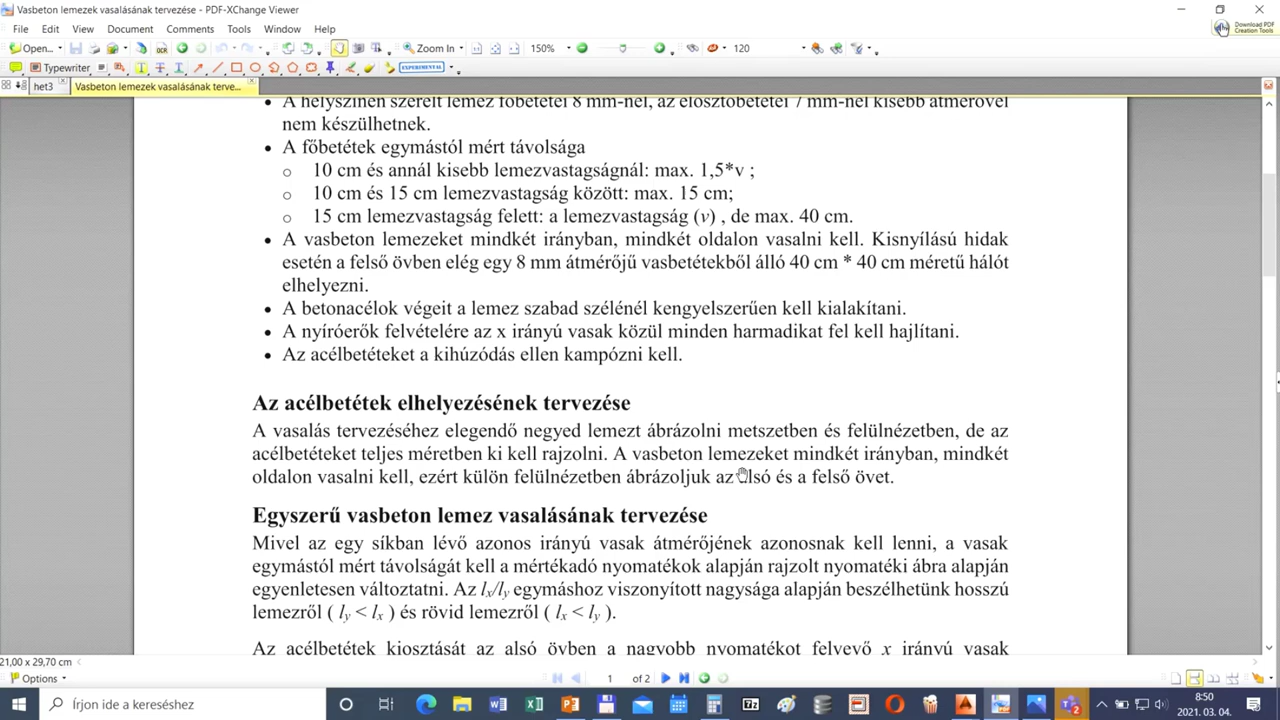 Vasbeton lemezek vasalásának tervezése - PDF-XChange Viewer
File Edit View Document Comments Tools Window Help
Download PDF
Creation Tools
Open... OCR Zoom In 150% 120
Typewriter EXPERIMENTAL
het3 Vasbeton lemezek vasalásának terve...
A helyszínen szerelt lemez főbetétei 8 mm-nél, az elosztóbetétei 7 mm-nél kisebb átmérővel
nem készülhetnek.
• A főbetétek egymástól mért távolsága
o 10 cm és annál kisebb lemezvastagságnál: max. 1,5*v ;
o 10 cm és 15 cm lemezvastagság között: max. 15 cm;
o 15 cm lemezvastagság felett: a lemezvastagság (v) , de max. 40 cm.
• A vasbeton lemezeket mindkét irányban, mindkét oldalon vasalni kell. Kisnyílású hidak
esetén a felső övben elég egy 8 mm átmérőjű vasbetétekből álló 40 cm * 40 cm méretű hálót
elhelyezni.
• A betonacélok végeit a lemez szabad szélénél kengyelszerűen kell kialakítani.
• A nyíróerők felvételére az x irányú vasak közül minden harmadikat fel kell hajlítani.
• Az acélbetéteket a kihúzódás ellen kampózni kell.
Az acélbetétek elhelyezésének tervezése
A vasalás tervezéséhez elegendő negyed lemezt ábrázolni metszetben és felülnézetben, de az
acélbetéteket teljes méretben ki kell rajzolni. A vasbeton lemezeket mindkét irányban, mindkét
oldalon vasalni kell, ezért külön felülnézetben ábrázoljuk az alsó és a felső övet.
Egyszerű vasbeton lemez vasalásának tervezése
Mivel az egy síkban lévő azonos irányú vasak átmérőjének azonosnak kell lenni, a vasak
egymástól mért távolságát kell a mértékadó nyomatékok alapján rajzolt nyomatéki ábra alapján
egyenletesen változtatni. Az lx/ly egymáshoz viszonyított nagysága alapján beszélhetünk hosszú
lemezről ( ly < lx ) és rövid lemezről ( lx < ly ).
Az acélbetétek kiosztását az alsó övben a nagyobb nyomatékot felvevő x irányú vasak
21,00 x 29,70 cm
Options 1 of 2
Írjon ide a kereséshez
8:50
2021. 03. 04.